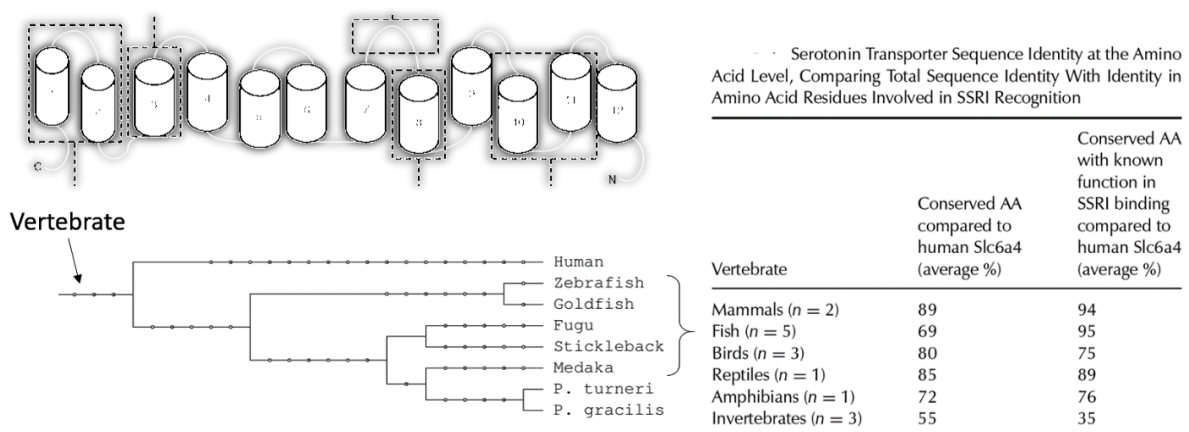 1
2
3
4
5
6
7
8
9
10
11
12
C
N
Vertebrate
Human
Zebrafish
Goldfish
Fugu
Stickleback
Medaka
P. turneri
P. gracilis
Serotonin Transporter Sequence Identity at the Amino
Acid Level, Comparing Total Sequence Identity With Identity in
Amino Acid Residues Involved in SSRI Recognition
Vertebrate
Conserved AA
compared to
human Slc6a4
(average %)
Conserved AA
with known
function in
SSRI binding
compared to
human Slc6a4
(average %)
Mammals (n = 2) 89 94
Fish (n = 5) 69 95
Birds (n = 3) 80 75
Reptiles (n = 1) 85 89
Amphibians (n = 1) 72 76
Invertebrates (n = 3) 55 35